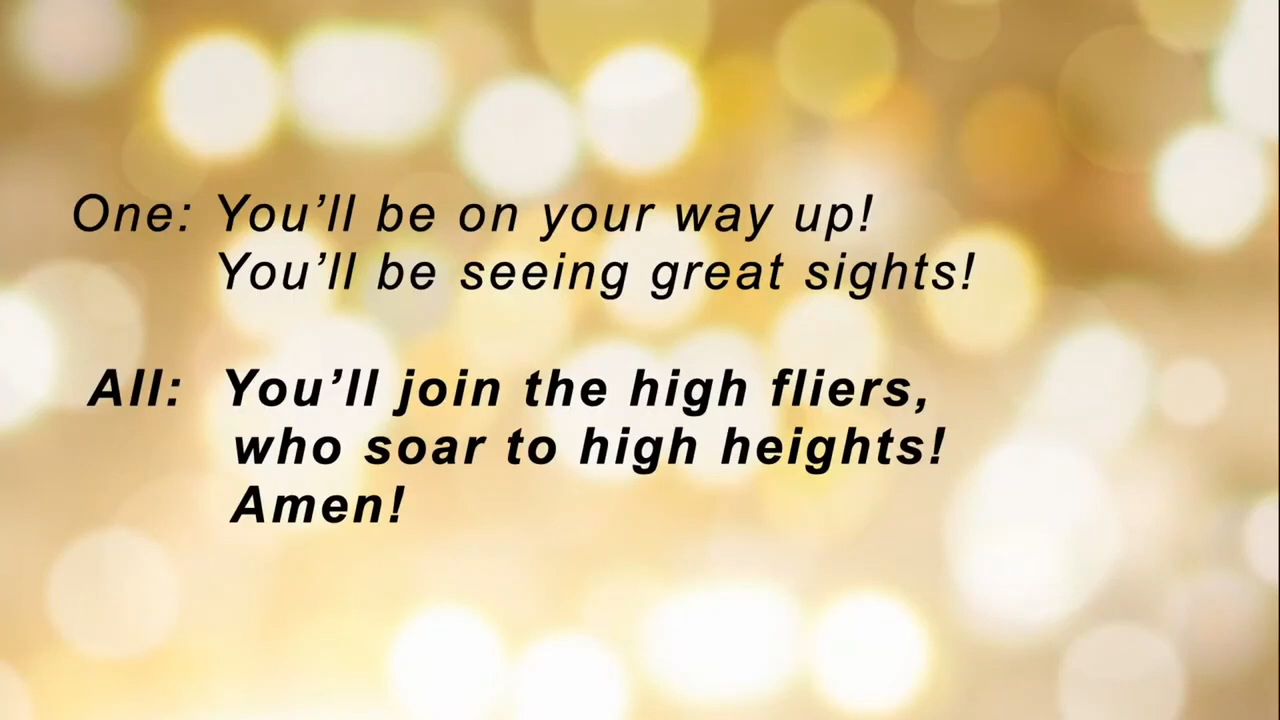 One: You’ll be on your way up!
You’ll be seeing great sights!
All: You’ll join the high fliers,
who soar to high heights!
Amen!